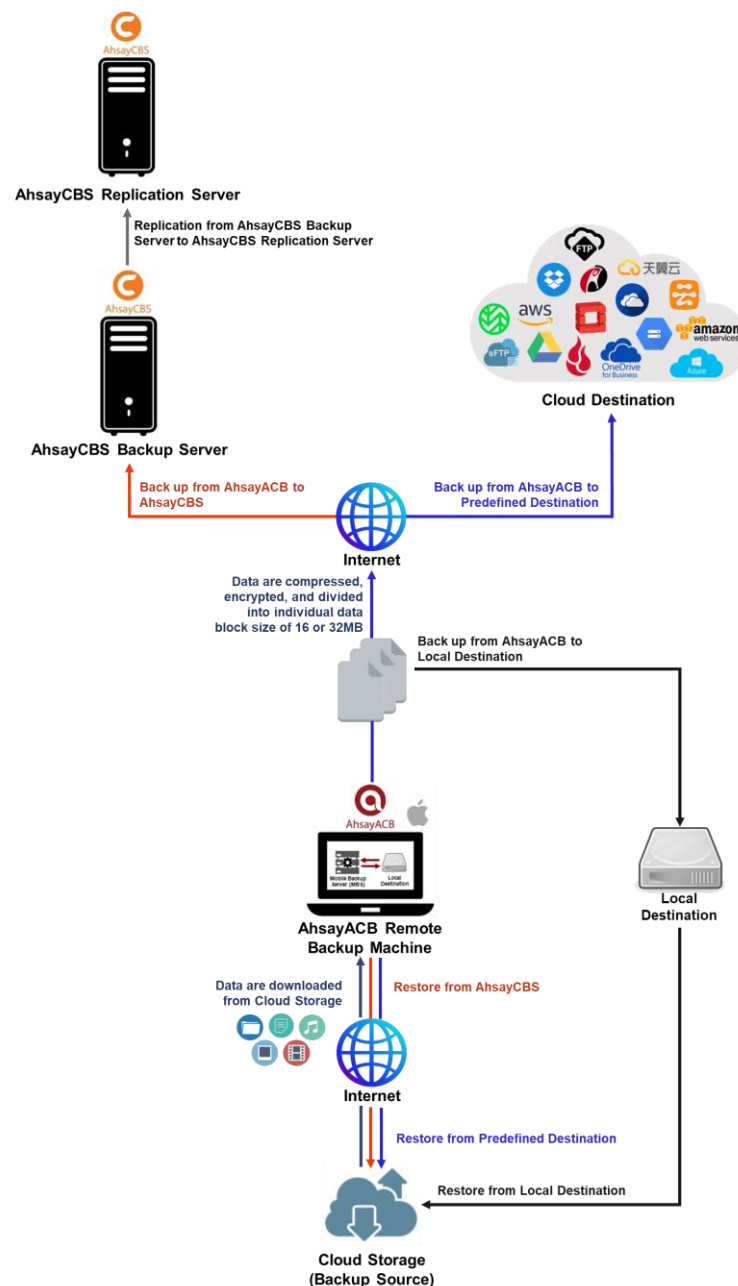 AhsayCBS
AhsayCBS Replication Server
Replication from AhsayCBS Backup
Server to AhsayCBS Replication Server
AhsayCBS
AhsayCBS Backup Server
FTP
天翼云
aws
amazon
web services
sFTP
OneDrive
for Business
Azure
Cloud Destination
Back up from AhsayACB to
AhsayCBS
Back up from AhsayACB to
Predefined Destination
Internet
Data are compressed,
encrypted, and divided
into individual data
block size of 16 or 32MB
Back up from AhsayACB to
Local Destination
AhsayACB
Mobile Backup
Server (MBS)
Local
Destination
AhsayACB Remote
Backup Machine
Local
Destination
Data are downloaded
from Cloud Storage
Restore from AhsayCBS
Internet
Restore from Predefined Destination
Restore from Local Destination
Cloud Storage
(Backup Source)